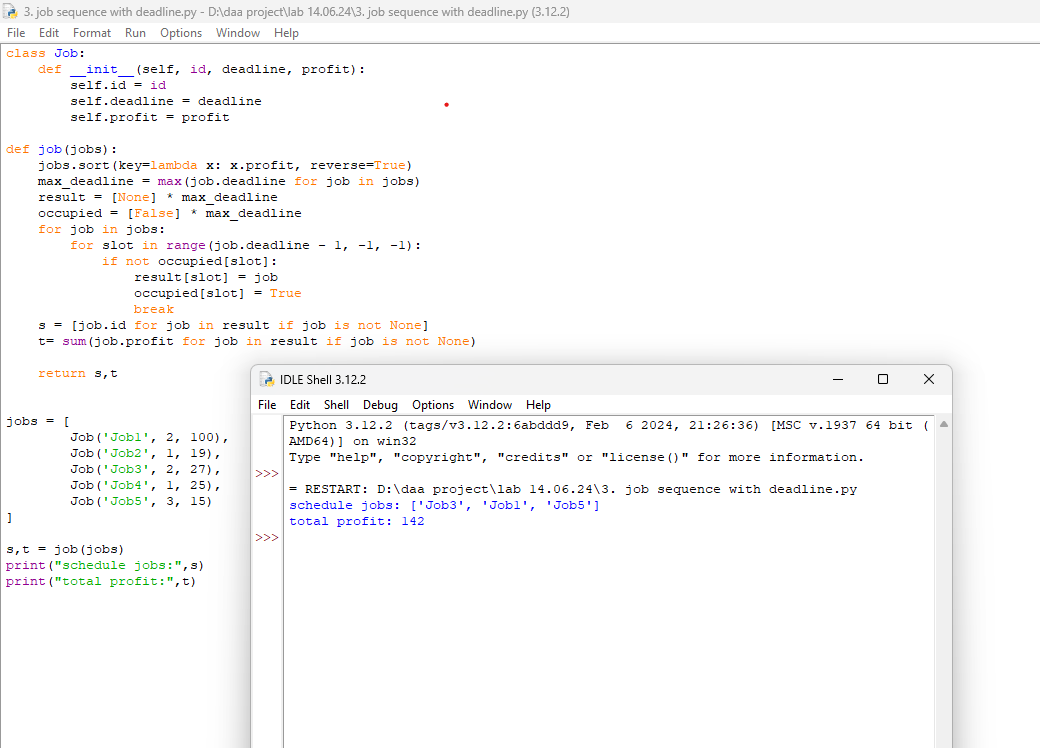 3. job sequence with deadline.py - D:\daa project\lab 14.06.24\3. job sequence with deadline.py (3.12.2)
File Edit Format Run Options Window Help
class Job:
    def __init__(self, id, deadline, profit):
        self.id = id
        self.deadline = deadline
        self.profit = profit
def job(jobs):
    jobs.sort(key=lambda x: x.profit, reverse=True)
    max_deadline = max(job.deadline for job in jobs)
    result = [None] * max_deadline
    occupied = [False] * max_deadline
    for job in jobs:
        for slot in range(job.deadline - 1, -1, -1):
            if not occupied[slot]:
                result[slot] = job
                occupied[slot] = True
                break
    s = [job.id for job in result if job is not None]
    t= sum(job.profit for job in result if job is not None)
    return s,t
jobs = [
        Job('Job1', 2, 100),
        Job('Job2', 1, 19),
        Job('Job3', 2, 27),
        Job('Job4', 1, 25),
        Job('Job5', 3, 15)
]
s,t = job(jobs)
print("schedule jobs:",s)
print("total profit:",t)
IDLE Shell 3.12.2
File Edit Shell Debug Options Window Help
Python 3.12.2 (tags/v3.12.2:6abddd9, Feb  6 2024, 21:26:36) [MSC v.1937 64 bit (
AMD64)] on win32
Type "help", "copyright", "credits" or "license()" for more information.
>>>
= RESTART: D:\daa project\lab 14.06.24\3. job sequence with deadline.py
schedule jobs: ['Job3', 'Job1', 'Job5']
total profit: 142
>>>